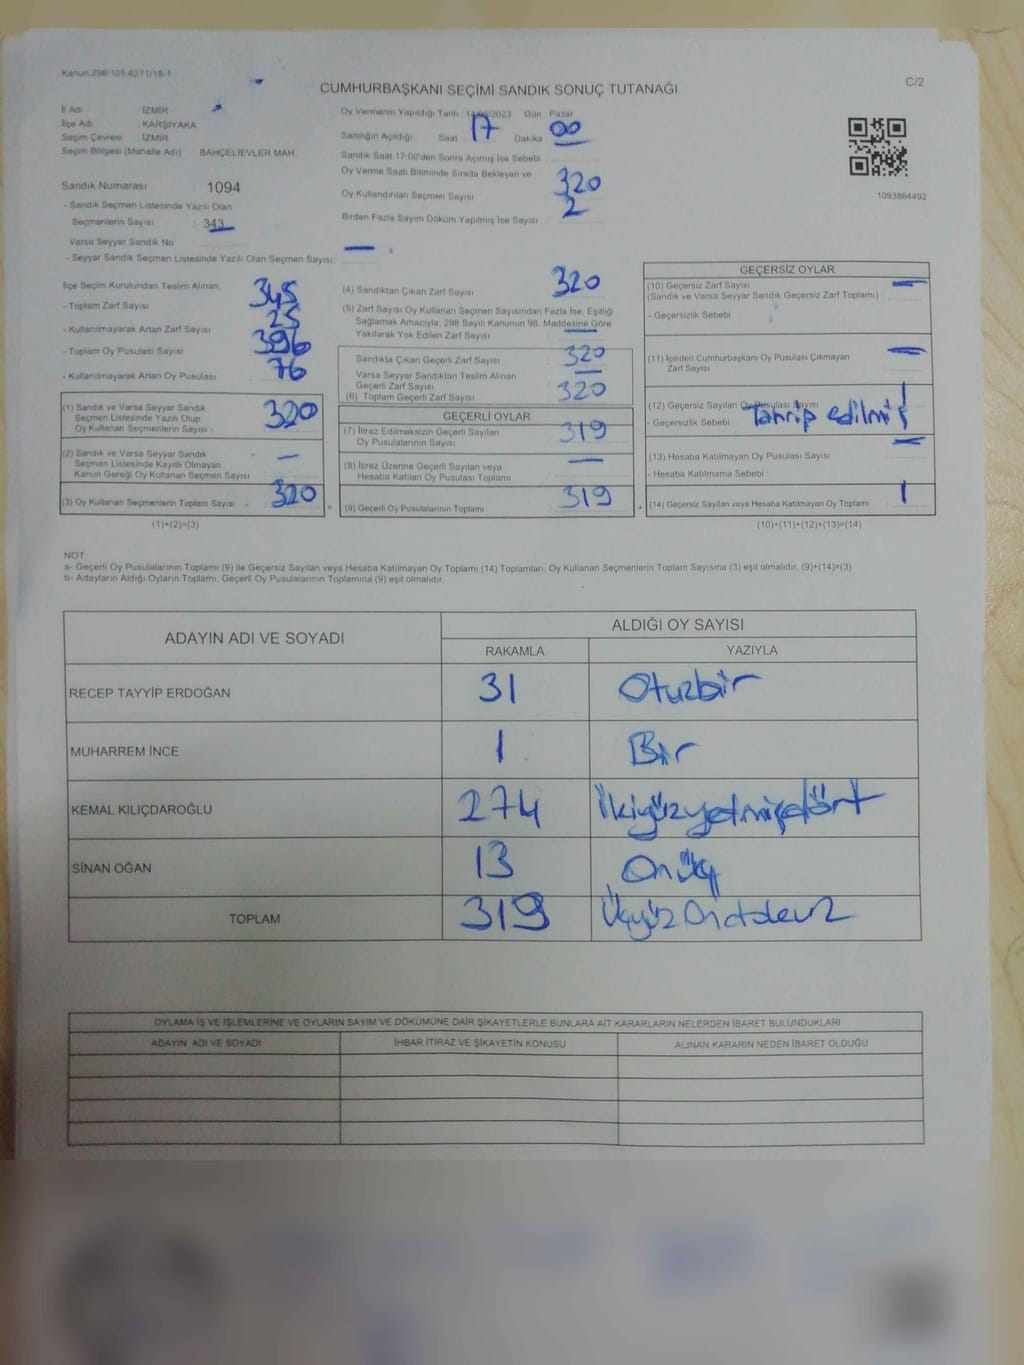 Kanun:298/105:6271/18-1
C/2
CUMHURBAŞKANI SEÇİMİ SANDIK SONUÇ TUTANAĞI
İl Adı İZMİR
İlçe Adı KARŞIYAKA
Seçim Çevresi İZMİR
Seçim Bölgesi (Mahalle Adı) BAHÇELİEVLER MAH
Sandık Numarası 1094
- Sandık Seçmen Listesinde Yazılı Olan
Seçmenlerin Sayısı : 343
Varsa Seyyar Sandık No
- Seyyar Sandık Seçmen Listesinde Yazılı Olan Seçmen Sayısı:
Oy Vermenin Yapıldığı Tarih 14/05/2023 Gün Pazar
Sandığın Açıldığı Saat 17 Dakika 00
Sandık Saat 17:00'den Sonra Açılmış İse Sebebi
Oy Verme Saati Bitiminde Sırada Bekleyen ve
Oy Kullandırılan Seçmen Sayısı 320
Birden Fazla Sayım Döküm Yapılmış İse Sayısı 2
1093864492
İlçe Seçim Kurulundan Teslim Alınan;
- Toplam Zarf Sayısı 345
- Kullanılmayarak Artan Zarf Sayısı 25
- Toplam Oy Pusulası Sayısı 396
- Kullanılmayarak Artan Oy Pusulası 76
(1) Sandık ve Varsa Seyyar Sandık
Seçmen Listesinde Yazılı Olup
Oy Kullanan Seçmenlerin Sayısı 320
(2) Sandık ve Varsa Seyyar Sandık
Seçmen Listesinde Kayıtlı Olmayan
Kanun Gereği Oy Kullanan Seçmen Sayısı —
(3) Oy Kullanan Seçmenlerin Toplam Sayısı 320
(1)+(2)=(3)
(4) Sandıktan Çıkan Zarf Sayısı 320
(5) Zarf Sayısı Oy Kullanan Seçmen Sayısından Fazla İse, Eşitliği
Sağlamak Amacıyla; 298 Sayılı Kanunun 98. Maddesine Göre
Yakılarak Yok Edilen Zarf Sayısı —
Sandıkta Çıkan Geçerli Zarf Sayısı 320
Varsa Seyyar Sandıktan Teslim Alınan
Geçerli Zarf Sayısı —
(6) Toplam Geçerli Zarf Sayısı 320
GEÇERLİ OYLAR
(7) İtiraz Edilmeksizin Geçerli Sayılan
Oy Pusulalarının Sayısı 319
(8) İtiraz Üzerine Geçerli Sayılan veya
Hesaba Katılan Oy Pusulası Toplamı —
(9) Geçerli Oy Pusulalarının Toplamı 319
GEÇERSİZ OYLAR
(10) Geçersiz Zarf Sayısı —
(Sandık ve Varsa Seyyar Sandık Geçersiz Zarf Toplamı)
- Geçersizlik Sebebi :
(11) İçinden Cumhurbaşkanı Oy Pusulası Çıkmayan
Zarf Sayısı —
(12) Geçersiz Sayılan Oy Pusulası Sayısı 1
- Geçersizlik Sebebi : Tahrip edilmiş
(13) Hesaba Katılmayan Oy Pusulası Sayısı —
- Hesaba Katılmama Sebebi
(14) Geçersiz Sayılan veya Hesaba Katılmayan Oy Toplamı 1
(10)+(11)+(12)+(13)=(14)
NOT
a- Geçerli Oy Pusulalarının Toplamı (9) ile Geçersiz Sayılan veya Hesaba Katılmayan Oy Toplamı (14) Toplamları, Oy Kullanan Seçmenlerin Toplam Sayısına (3) eşit olmalıdır. (9)+(14)=(3)
b- Adayların Aldığı Oyların Toplamı, Geçerli Oy Pusulalarının Toplamına (9) eşit olmalıdır.
ADAYIN ADI VE SOYADI ALDIĞI OY SAYISI
RAKAMLA YAZIYLA
RECEP TAYYİP ERDOĞAN 31 Otuzbir
MUHARREM İNCE 1 Bir
KEMAL KILIÇDAROĞLU 274 İkiyüzyetmişdört
SİNAN OĞAN 13 Onüç
TOPLAM 319 Üçyüz Ondokuz
OYLAMA İŞ VE İŞLEMLERİNE VE OYLARIN SAYIM VE DÖKÜMÜNE DAİR ŞİKAYETLERLE BUNLARA AİT KARARLARIN NELERDEN İBARET BULUNDUKLARI
ADAYIN ADI VE SOYADI İHBAR İTİRAZ VE ŞİKAYETİN KONUSU ALINAN KARARIN NEDEN İBARET OLDUĞU